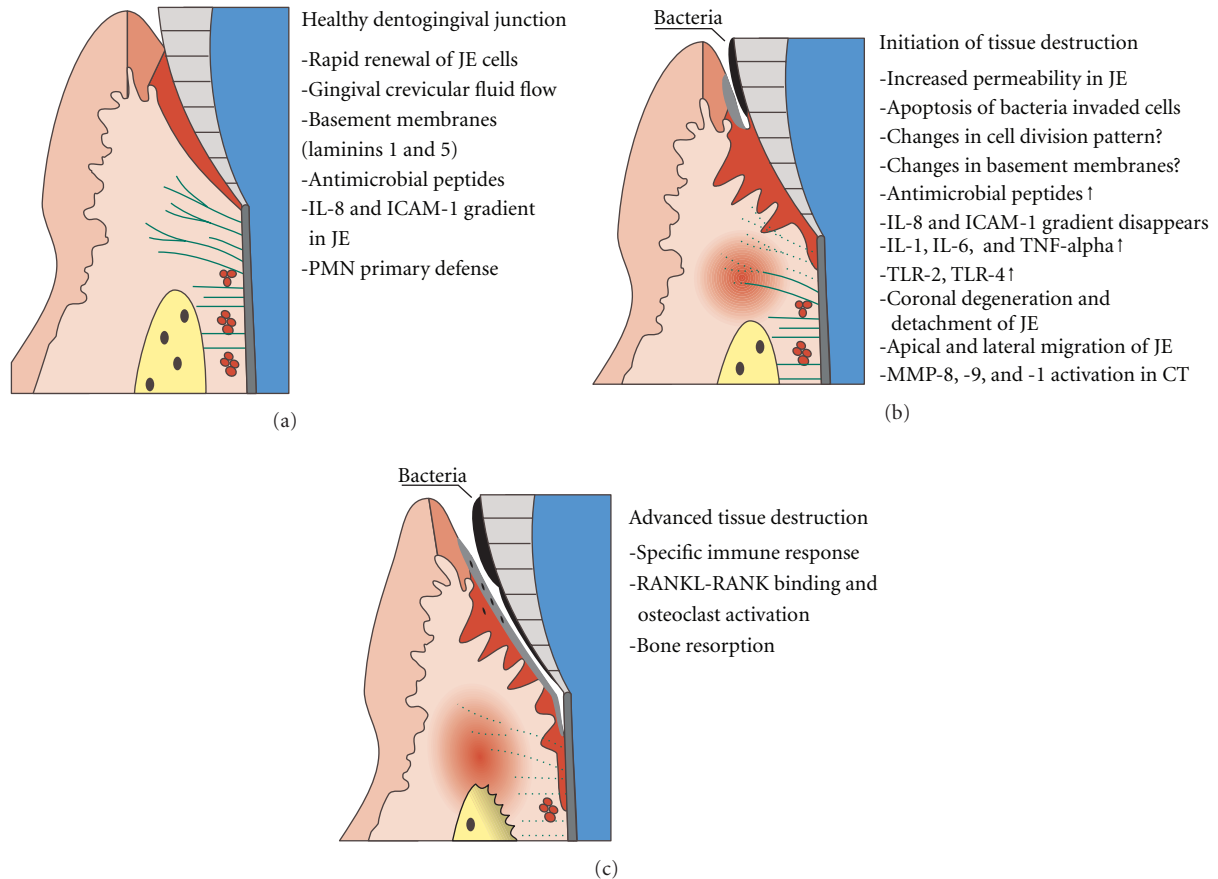 (a)
Healthy dentogingival junction
-Rapid renewal of JE cells
-Gingival crevicular fluid flow
-Basement membranes
(laminins 1 and 5)
-Antimicrobial peptides
-IL-8 and ICAM-1 gradient
in JE
-PMN primary defense
Bacteria
(b)
Initiation of tissue destruction
-Increased permeability in JE
-Apoptosis of bacteria invaded cells
-Changes in cell division pattern?
-Changes in basement membranes?
-Antimicrobial peptides ↑
-IL-8 and ICAM-1 gradient disappears
-IL-1, IL-6, and TNF-alpha ↑
-TLR-2, TLR-4 ↑
-Coronal degeneration and
detachment of JE
-Apical and lateral migration of JE
-MMP-8, -9, and -1 activation in CT
Bacteria
Advanced tissue destruction
-Specific immune response
-RANKL-RANK binding and
osteoclast activation
-Bone resorption
(c)